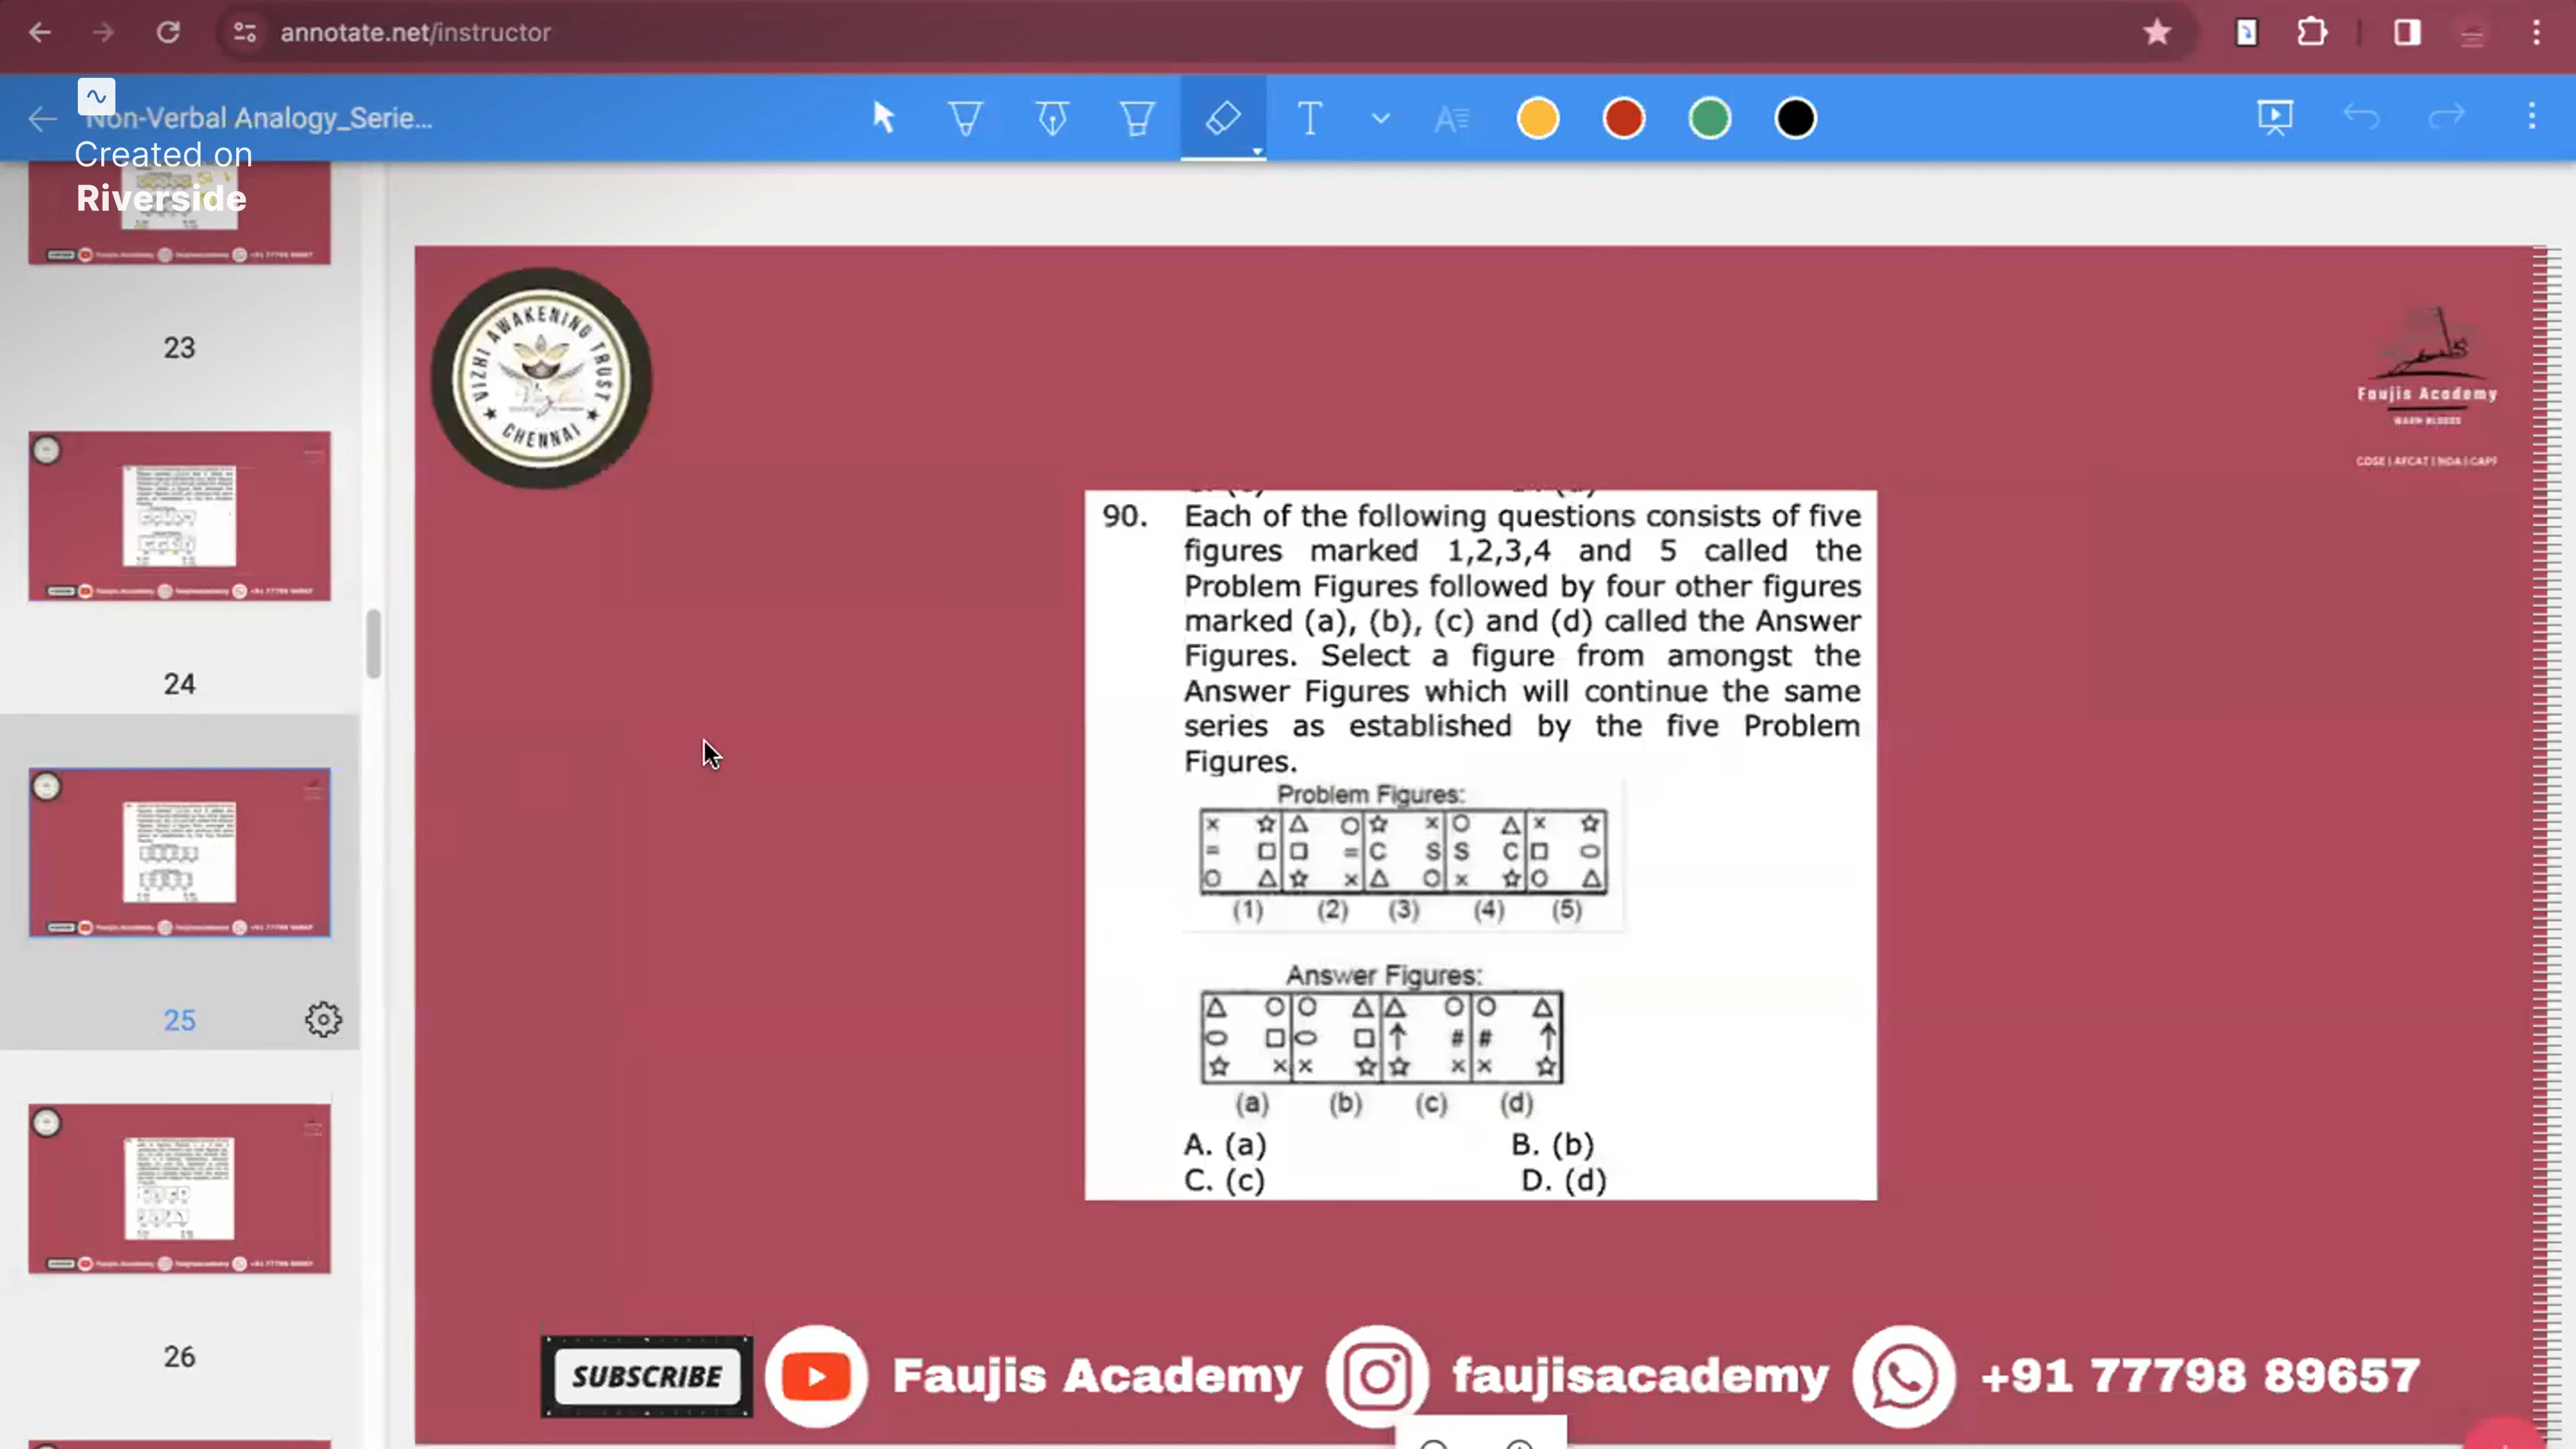 annotate.net/instructor
Non-Verbal Analogy_Serie...
Created on
Riverside
23
24
25
26
VIZHI AWAKENING TRUST
CHENNAI
Faujis Academy
CDSE | AFCAT | NDA | CAPF
90. Each of the following questions consists of five
figures marked 1,2,3,4 and 5 called the
Problem Figures followed by four other figures
marked (a), (b), (c) and (d) called the Answer
Figures. Select a figure from amongst the
Answer Figures which will continue the same
series as established by the five Problem
Figures.
Problem Figures:
× ☆ △ ○ ☆ × ○ △ × ☆
= □ □ = C S S C □ ⬭
○ △ ☆ × △ ○ × ☆ ○ △
(1) (2) (3) (4) (5)
Answer Figures:
△ ○ ○ △ △ ○ ○ △
⬭ □ ⬭ □ ↑ # # ↑
☆ × × ☆ ☆ × × ☆
(a) (b) (c) (d)
A. (a) B. (b)
C. (c) D. (d)
SUBSCRIBE Faujis Academy faujisacademy +91 77798 89657